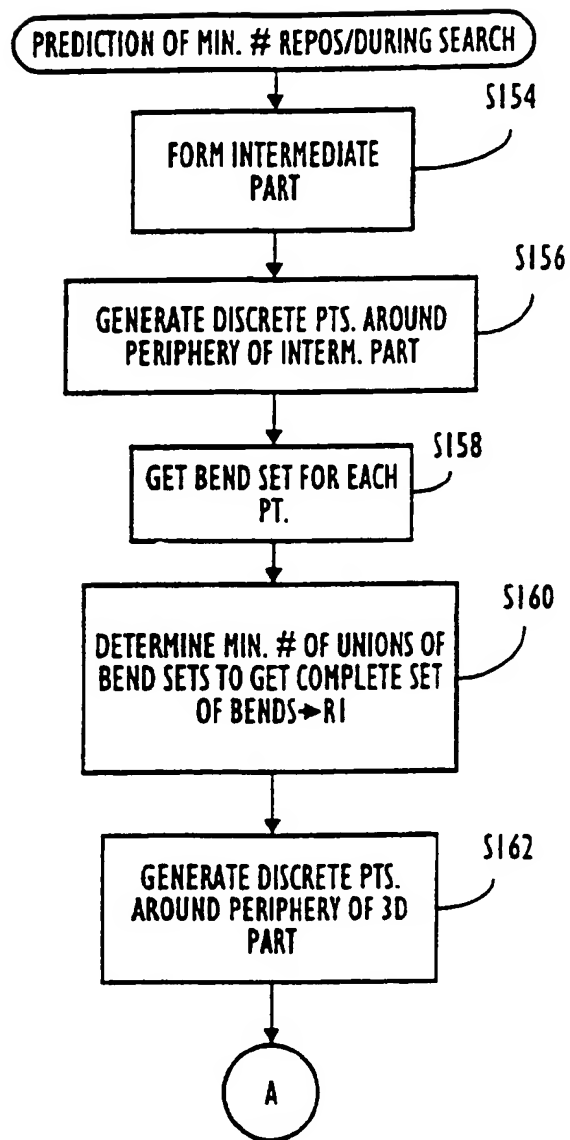 PREDICTION OF MIN. # REPOS/DURING SEARCH
S154
FORM INTERMEDIATE
PART
S156
GENERATE DISCRETE PTS. AROUND
PERIPHERY OF INTERM. PART
S158
GET BEND SET FOR EACH
PT.
S160
DETERMINE MIN. # OF UNIONS OF
BEND SETS TO GET COMPLETE SET
OF BENDS→R1
S162
GENERATE DISCRETE PTS.
AROUND PERIPHERY OF 3D
PART
A